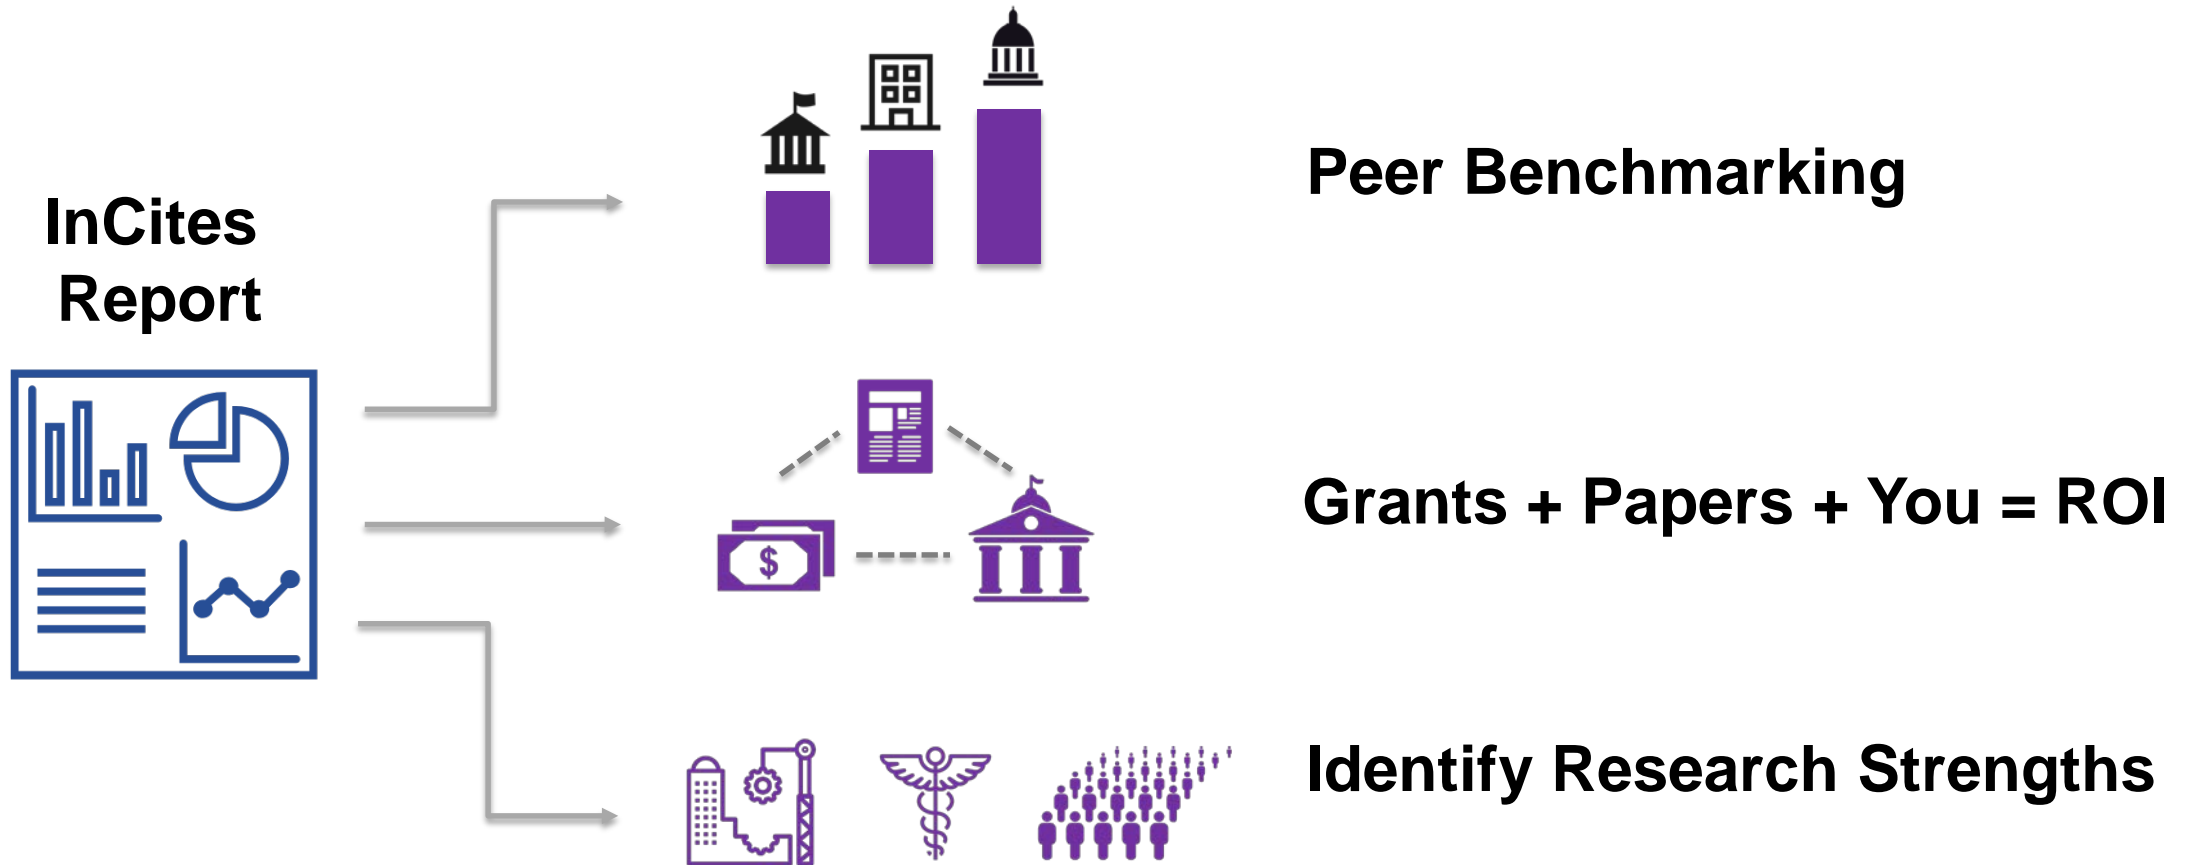 InCites
Report
Peer Benchmarking
$
Grants + Papers + You = ROI
Identify Research Strengths